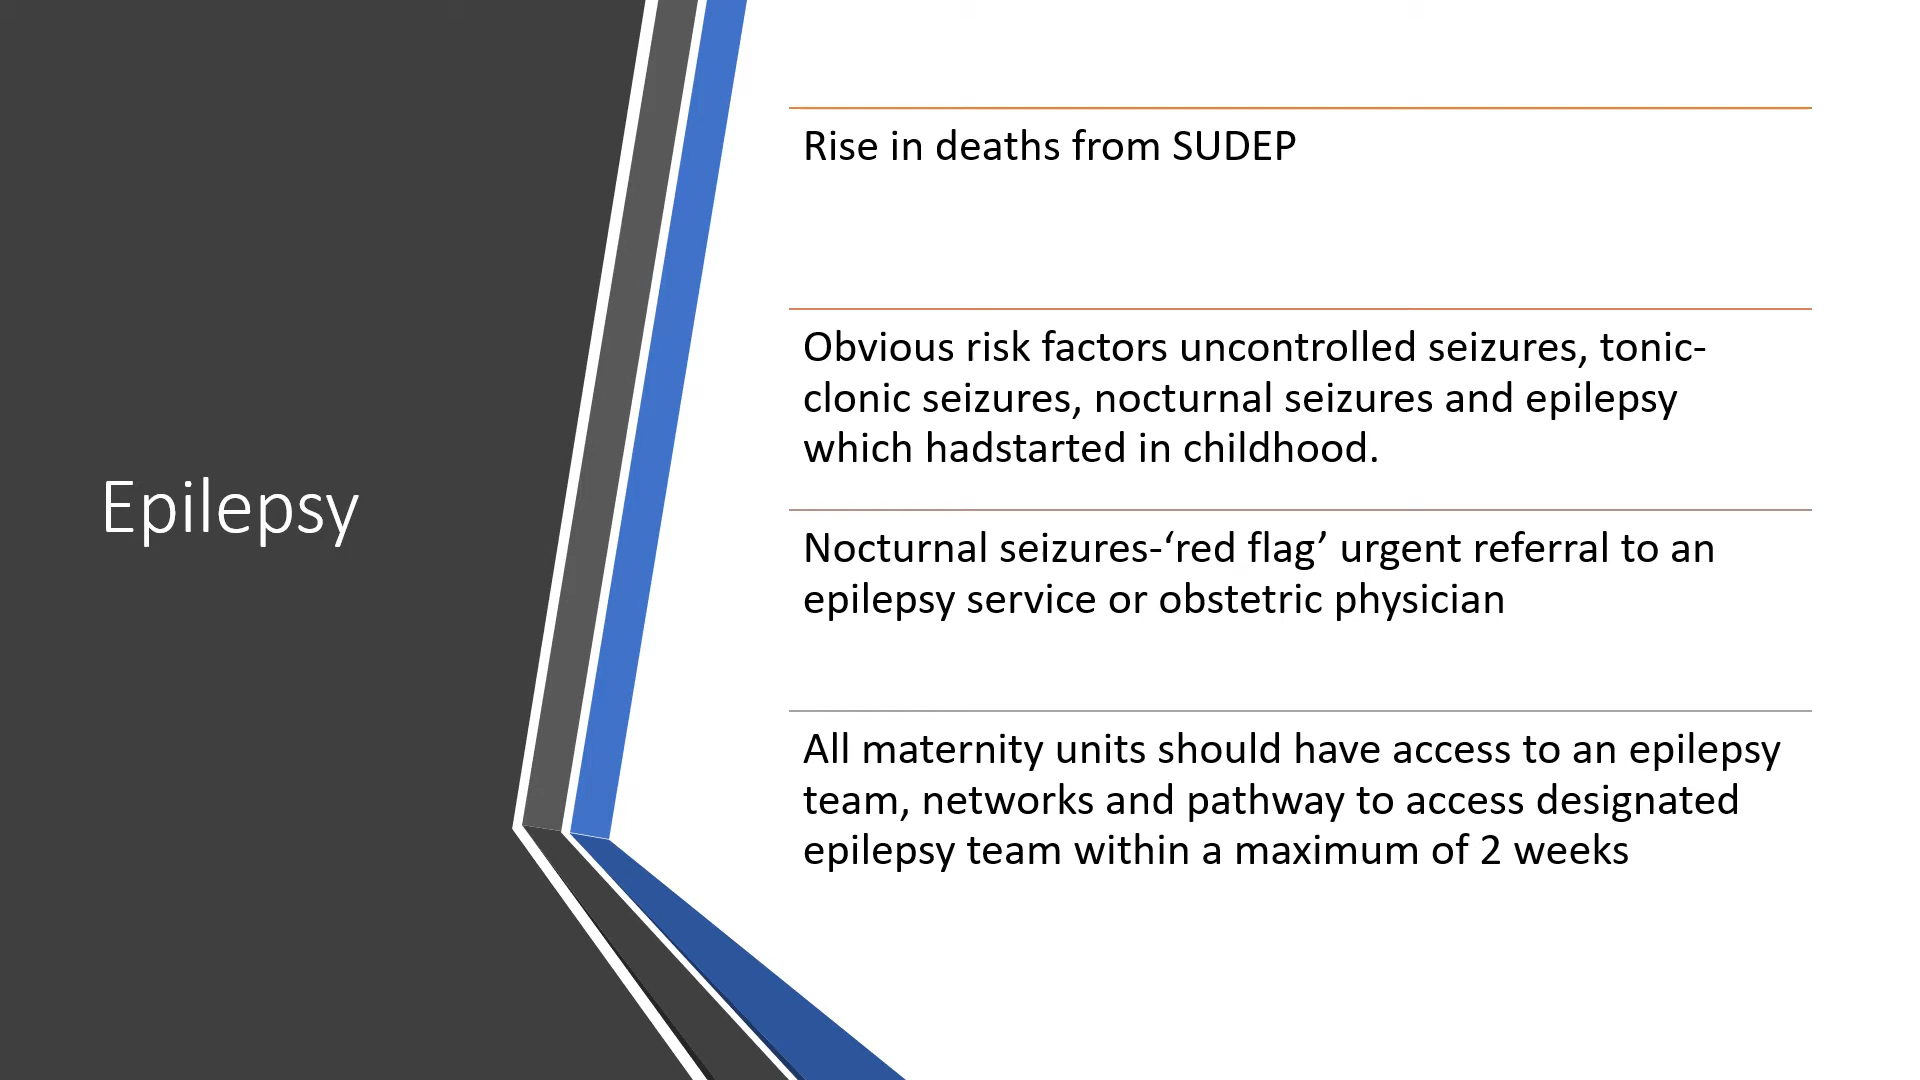 Epilepsy
Rise in deaths from SUDEP
Obvious risk factors uncontrolled seizures, tonic-
clonic seizures, nocturnal seizures and epilepsy
which hadstarted in childhood.
Nocturnal seizures-‘red flag’ urgent referral to an
epilepsy service or obstetric physician
All maternity units should have access to an epilepsy
team, networks and pathway to access designated
epilepsy team within a maximum of 2 weeks